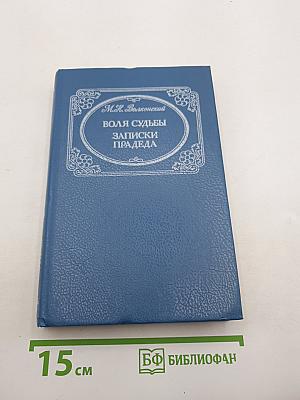 М.Н. Волконский
ВОЛЯ СУДЬБЫ
ЗАПИСКИ
ПРАДЕДА
15 см
БФ БИБЛИОФАН